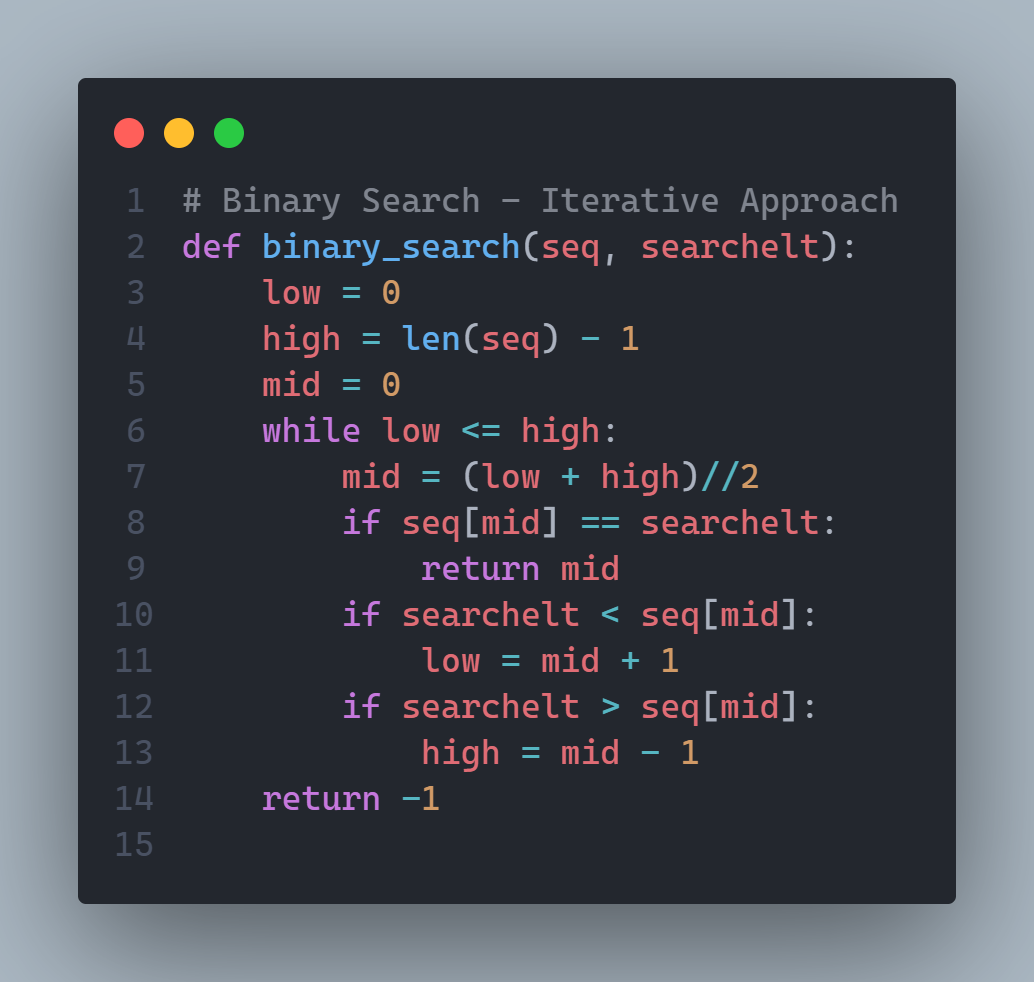 1 # Binary Search - Iterative Approach
2 def binary_search(seq, searchelt):
3     low = 0
4     high = len(seq) - 1
5     mid = 0
6     while low <= high:
7         mid = (low + high)//2
8         if seq[mid] == searchelt:
9             return mid
10         if searchelt < seq[mid]:
11             low = mid + 1
12         if searchelt > seq[mid]:
13             high = mid - 1
14     return -1
15